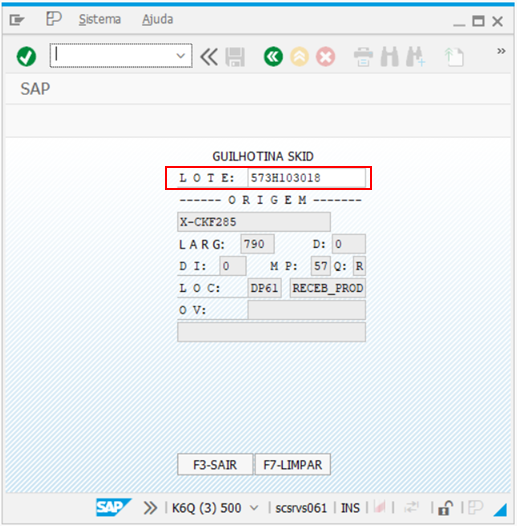 Sistema Ajuda
SAP
GUILHOTINA SKID
L O T E: 573H103018
------ O R I G E M -------
X-CKF285
L A R G: 790 D: 0
D I: 0 M P: 57 Q: R
L O C: DP61 RECEB_PROD
O V:
F3-SAIR F7-LIMPAR
SAP K6Q (3) 500 scsrvs061 INS